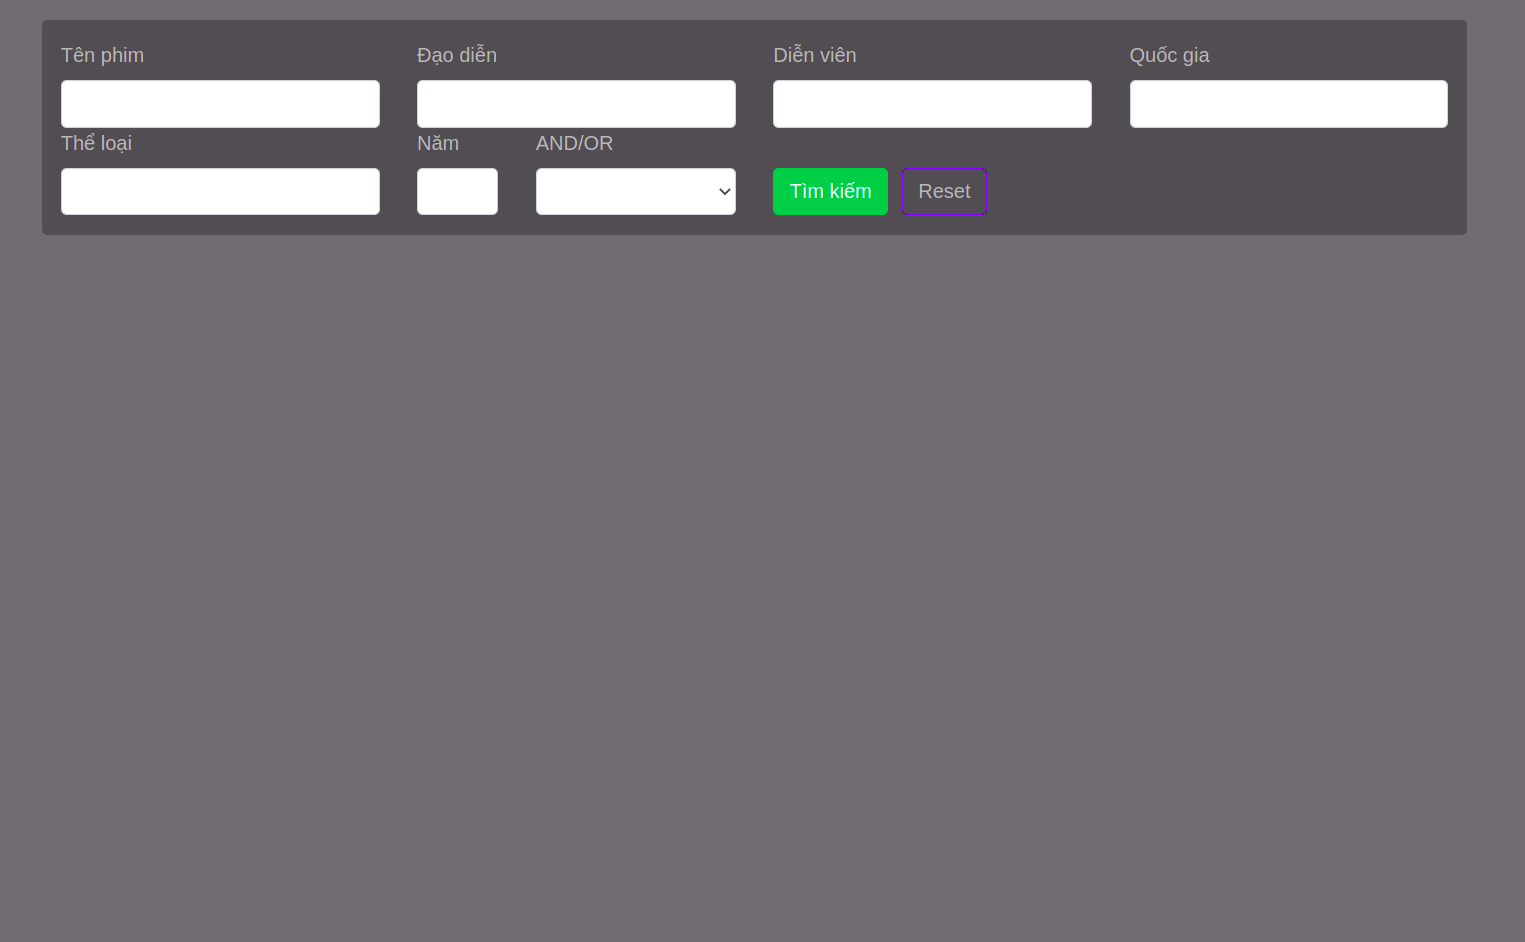 Tên phim Đạo diễn Diễn viên Quốc gia
Thể loại Năm AND/OR
Tìm kiếm Reset